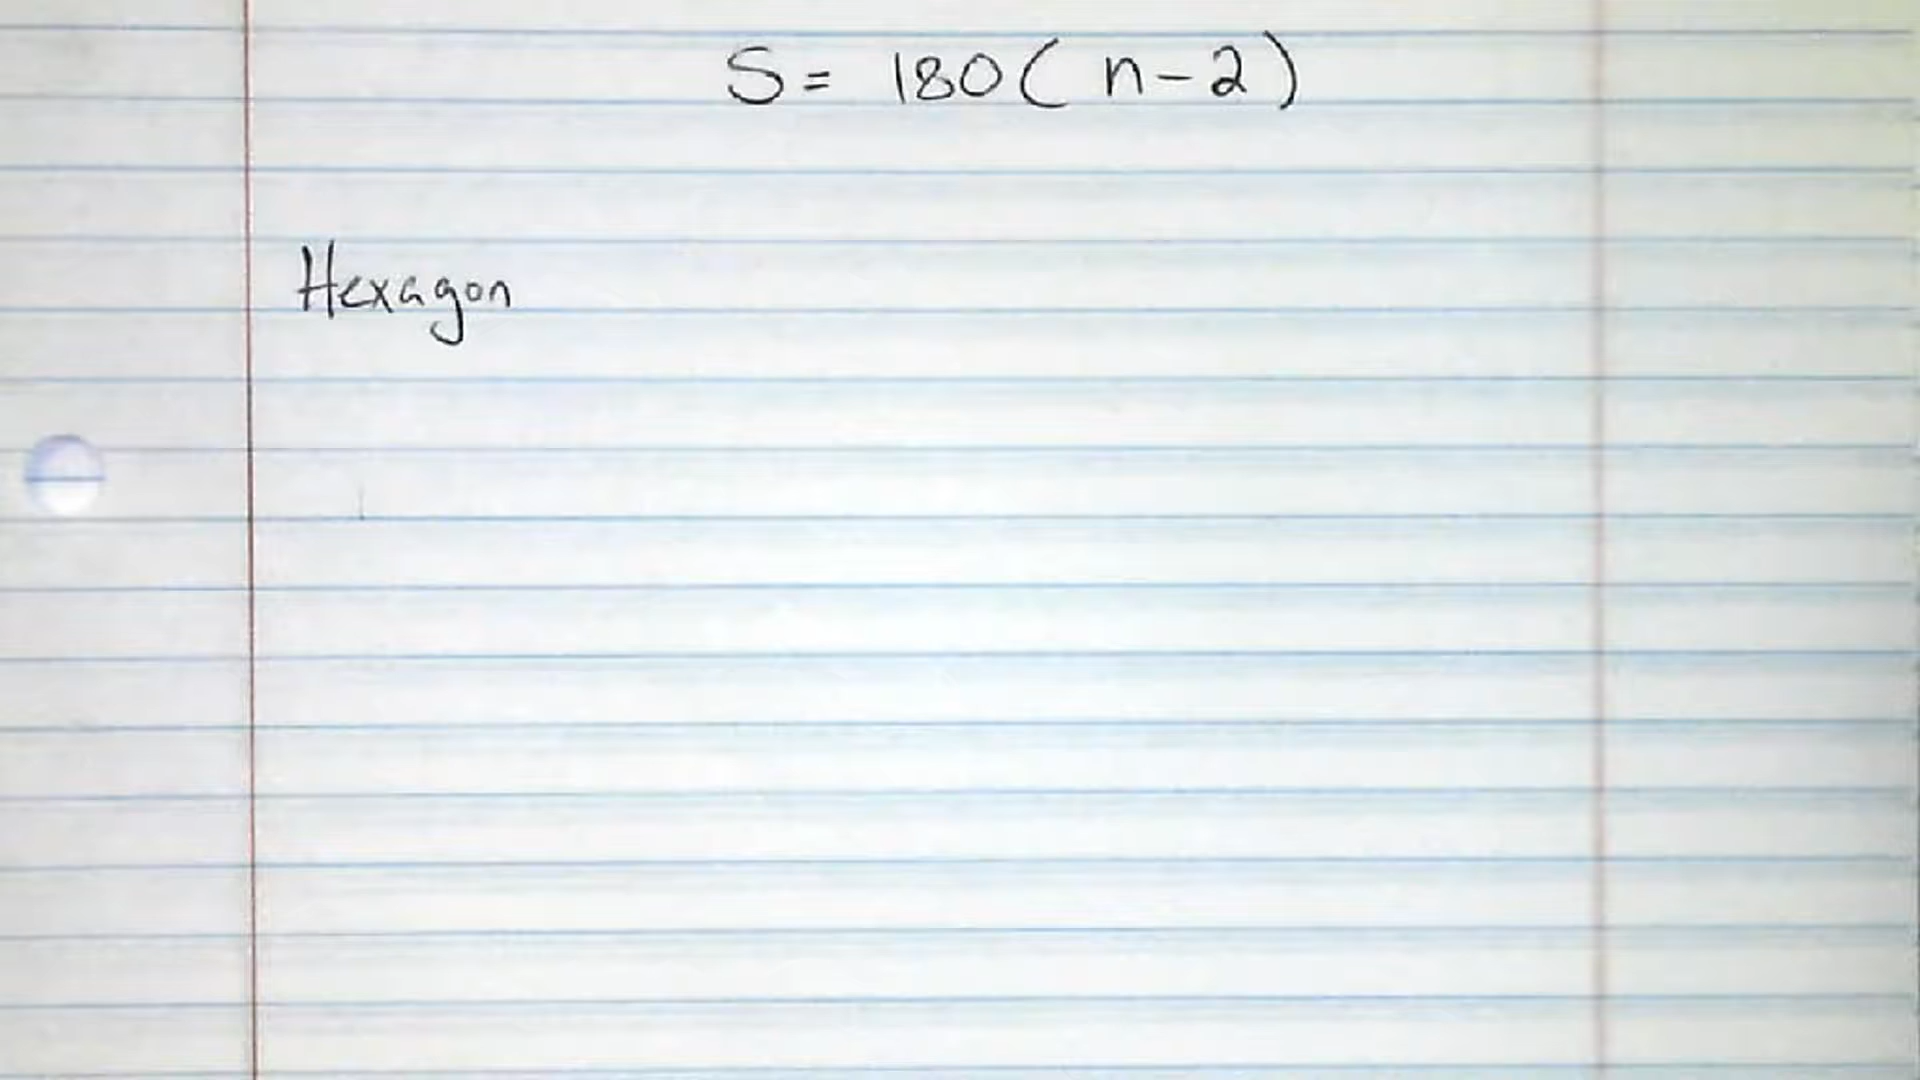 S = 180( n-2)
Hexagon